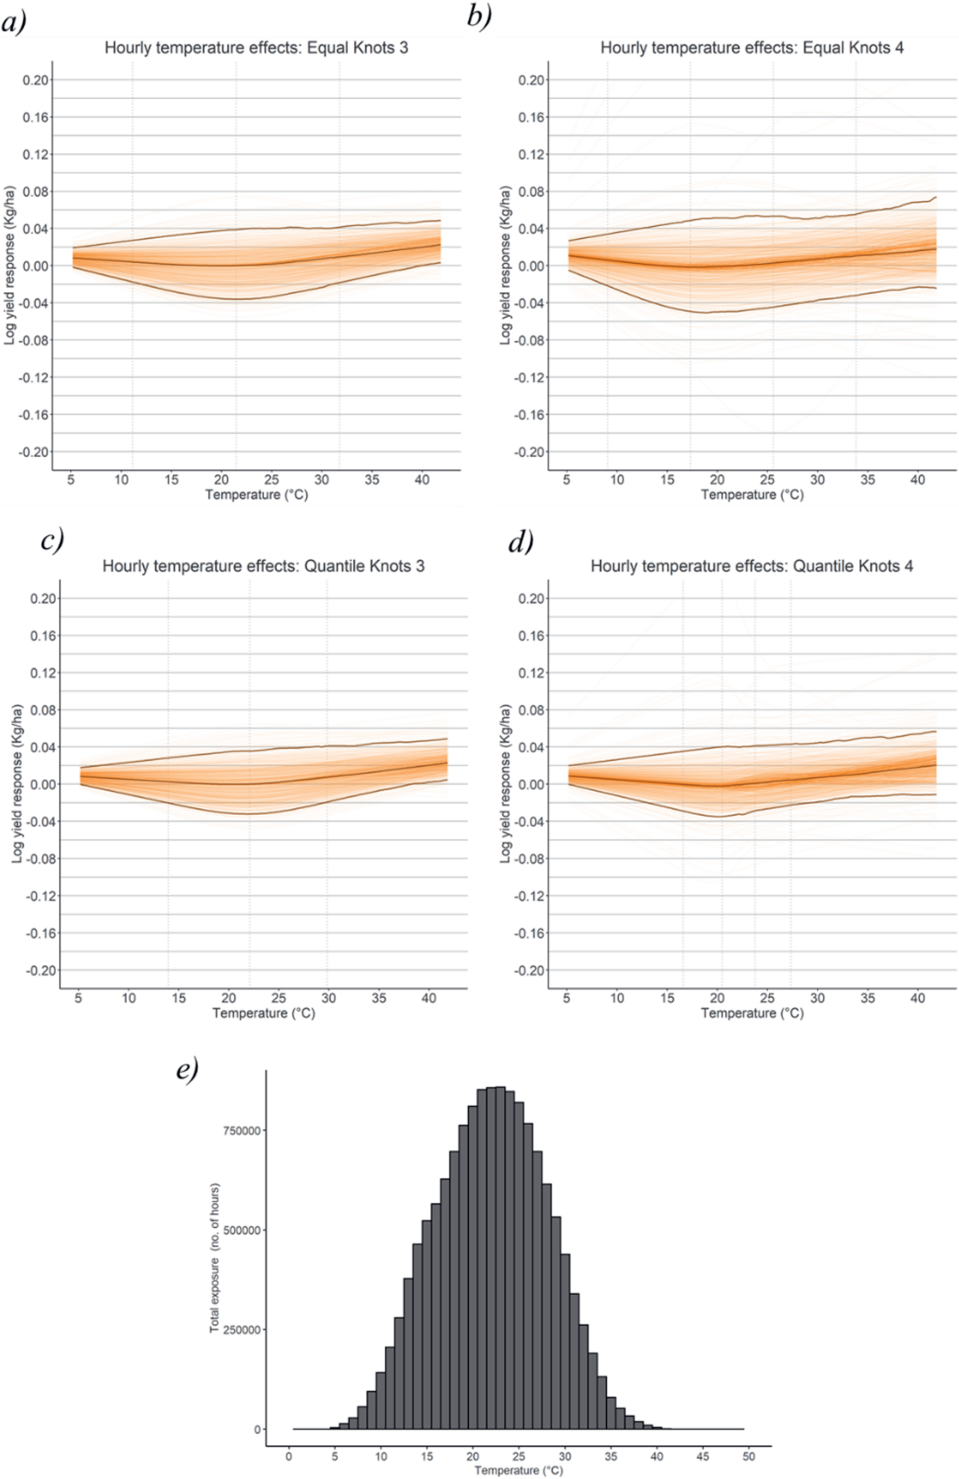 a)
Hourly temperature effects: Equal Knots 3
Log yield response (Kg/ha)
0.20
0.16
0.12
0.08
0.04
0.00
-0.04
-0.08
-0.12
-0.16
-0.20
5 10 15 20 25 30 35 40
Temperature (°C)
b)
Hourly temperature effects: Equal Knots 4
Log yield response (Kg/ha)
0.20
0.16
0.12
0.08
0.04
0.00
-0.04
-0.08
-0.12
-0.16
-0.20
5 10 15 20 25 30 35 40
Temperature (°C)
c)
Hourly temperature effects: Quantile Knots 3
Log yield response (Kg/ha)
0.20
0.16
0.12
0.08
0.04
0.00
-0.04
-0.08
-0.12
-0.16
-0.20
5 10 15 20 25 30 35 40
Temperature (°C)
d)
Hourly temperature effects: Quantile Knots 4
Log yield response (Kg/ha)
0.20
0.16
0.12
0.08
0.04
0.00
-0.04
-0.08
-0.12
-0.16
-0.20
5 10 15 20 25 30 35 40
Temperature (°C)
e)
Total exposure (no. of hours)
750000
500000
250000
0
0 5 10 15 20 25 30 35 40 45 50
Temperature (°C)